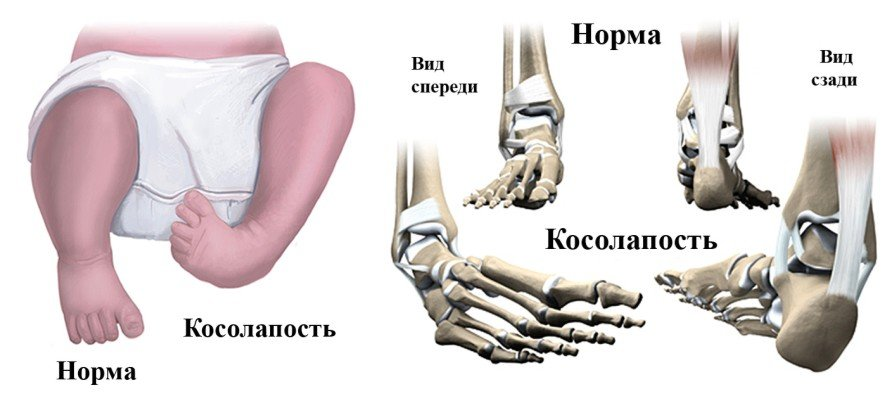 Норма
Вид
спереди
Вид
сзади
Косолапость
Косолапость
Норма